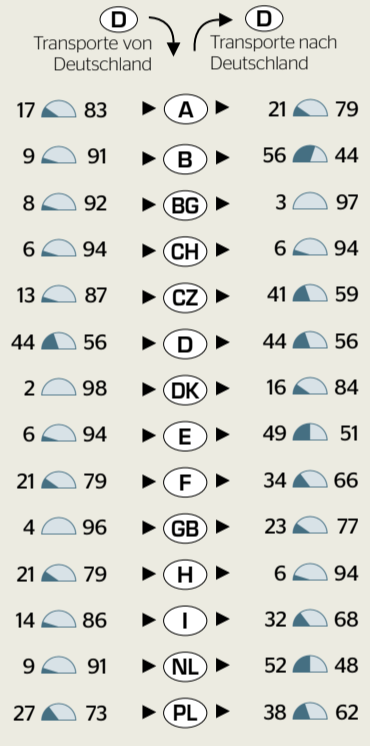 D D
Transporte von Deutschland
Transporte nach Deutschland
17 83 A 21 79
9 91 B 56 44
8 92 BG 3 97
6 94 CH 6 94
13 87 CZ 41 59
44 56 D 44 56
2 98 DK 16 84
6 94 E 49 51
21 79 F 34 66
4 96 GB 23 77
21 79 H 6 94
14 86 I 32 68
9 91 NL 52 48
27 73 PL 38 62